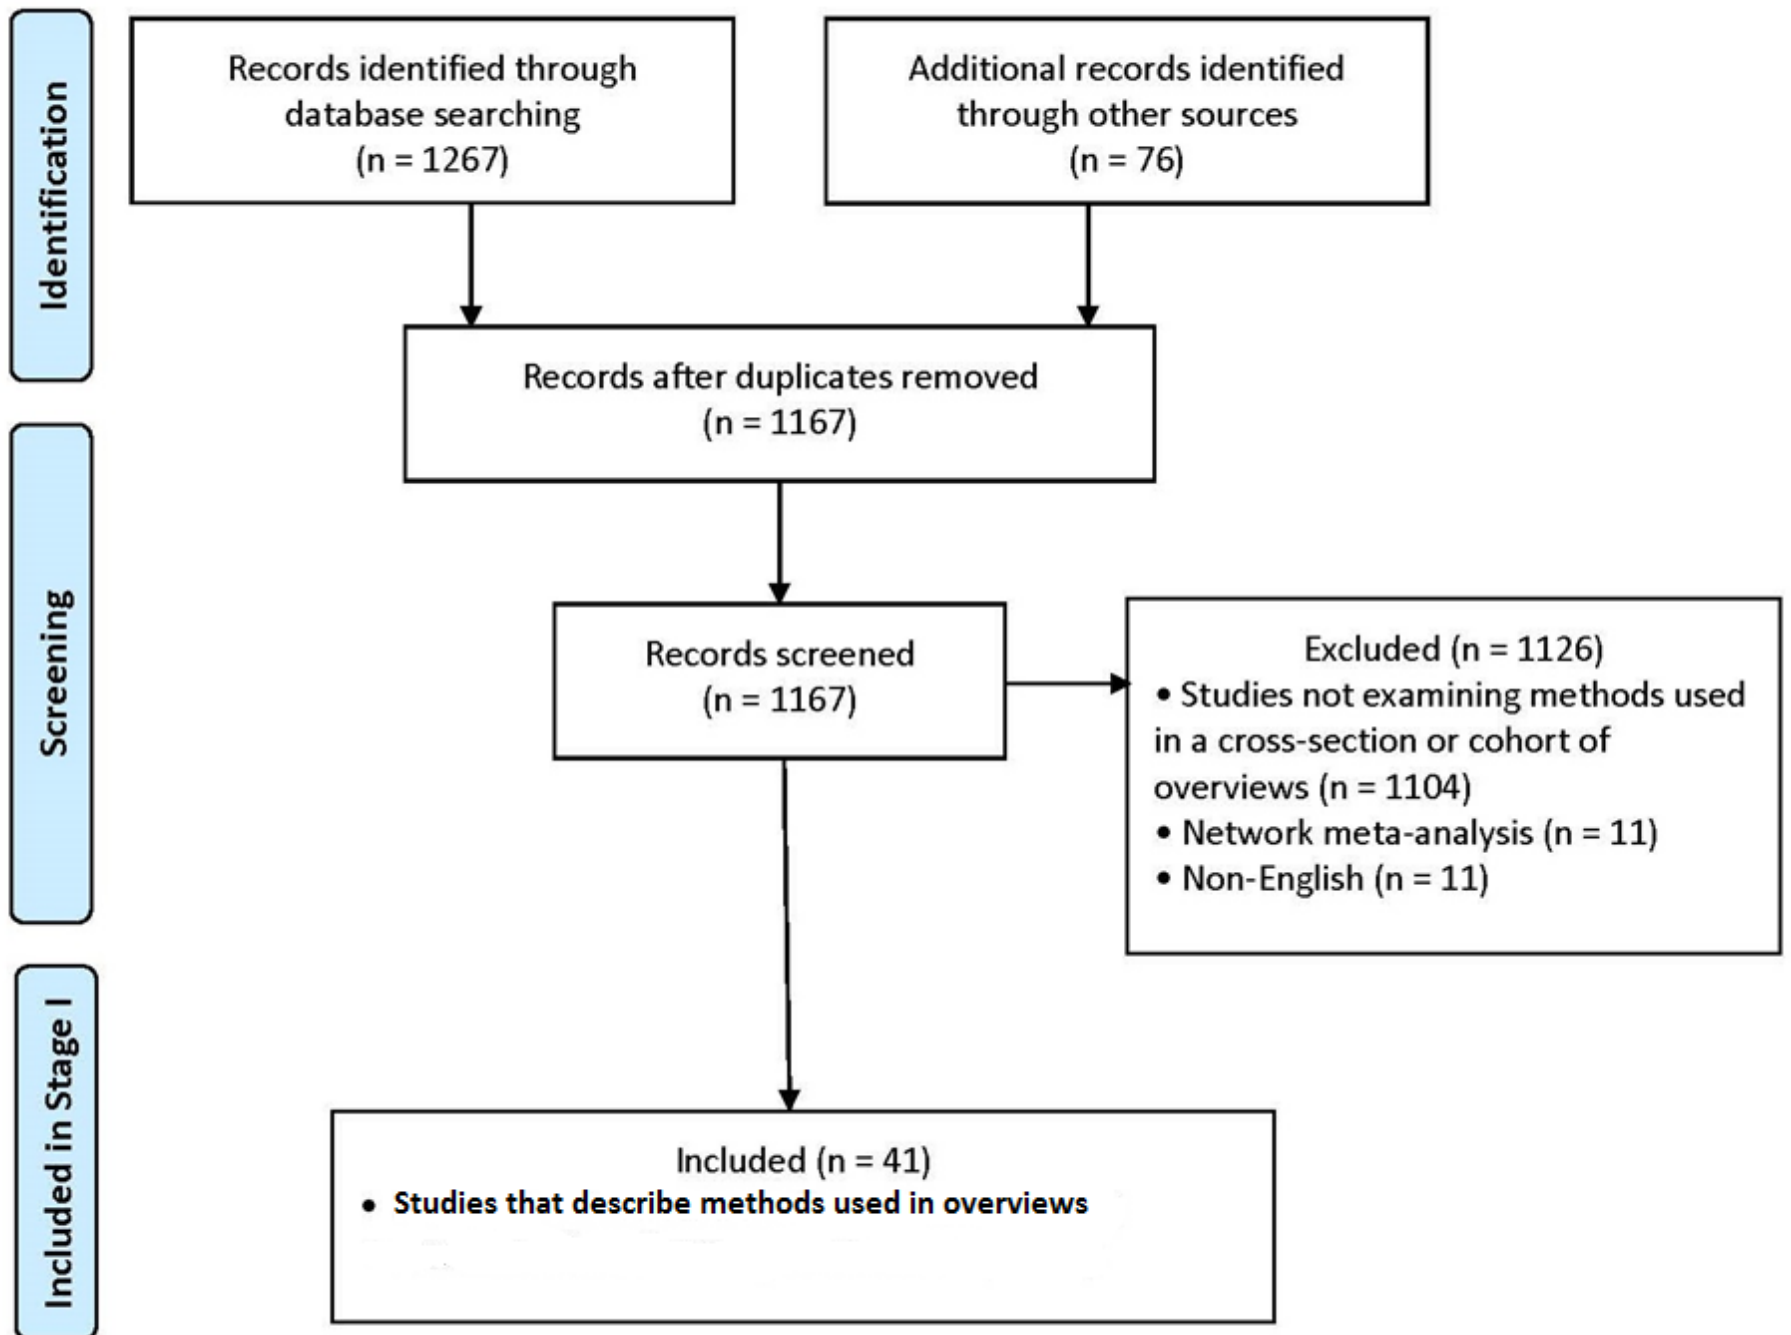 Identification
Records identified through
database searching
(n = 1267)
Additional records identified
through other sources
(n = 76)
Records after duplicates removed
(n = 1167)
Screening
Records screened
(n = 1167)
Excluded (n = 1126)
• Studies not examining methods used
in a cross-section or cohort of
overviews (n = 1104)
• Network meta-analysis (n = 11)
• Non-English (n = 11)
Included in Stage I
Included (n = 41)
• Studies that describe methods used in overviews